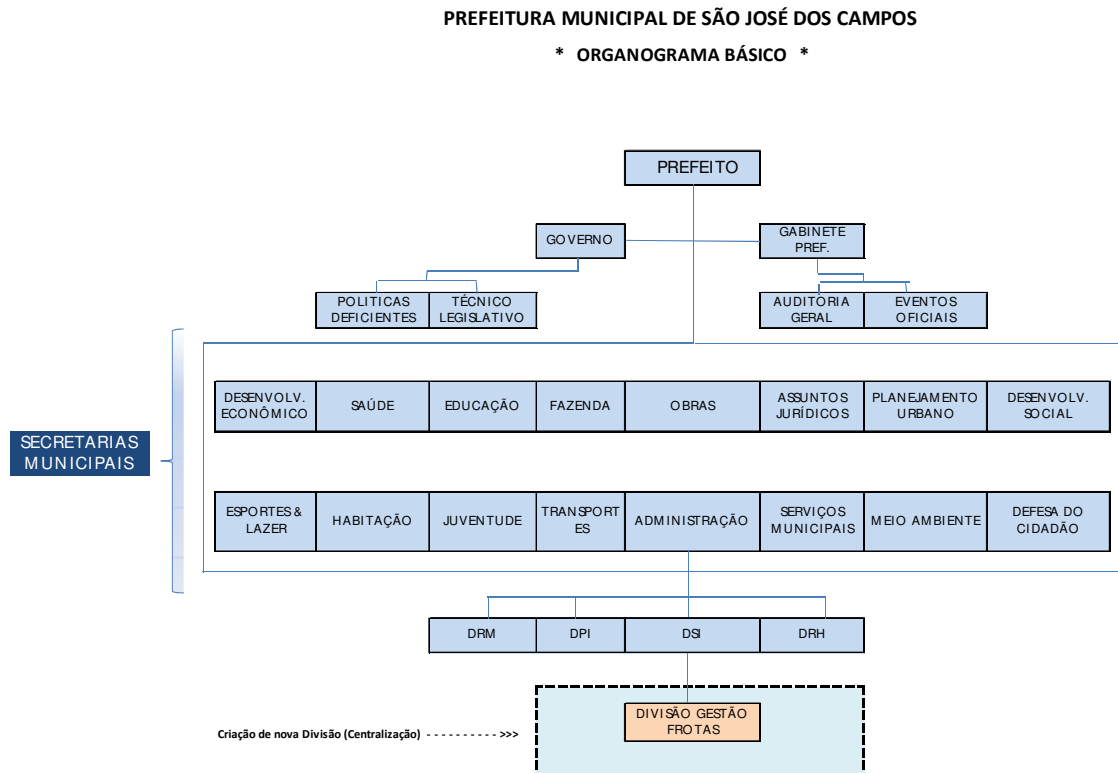 PREFEITURA MUNICIPAL DE SÃO JOSÉ DOS CAMPOS
* ORGANOGRAMA BÁSICO *
PREFEITO
GOVERNO
GABINETE
PREF.
POLITICAS
DEFICIENTES
TÉCNICO
LEGISLATIVO
AUDITORIA
GERAL
EVENTOS
OFICIAIS
SECRETARIAS
MUNICIPAIS
DESENVOLV.
ECONÔMICO
SAÚDE
EDUCAÇÃO
FAZENDA
OBRAS
ASSUNTOS
JURÍDICOS
PLANEJAMENTO
URBANO
DESENVOLV.
SOCIAL
ESPORTES &
LAZER
HABITAÇÃO
JUVENTUDE
TRANSPORT
ES
ADMINISTRAÇÃO
SERVIÇOS
MUNICIPAIS
MEIO AMBIENTE
DEFESA DO
CIDADÃO
DRM
DPI
DSI
DRH
DIVISÃO GESTÃO
FROTAS
Criação de nova Divisão (Centralização) - - - - - - - - - - >>>